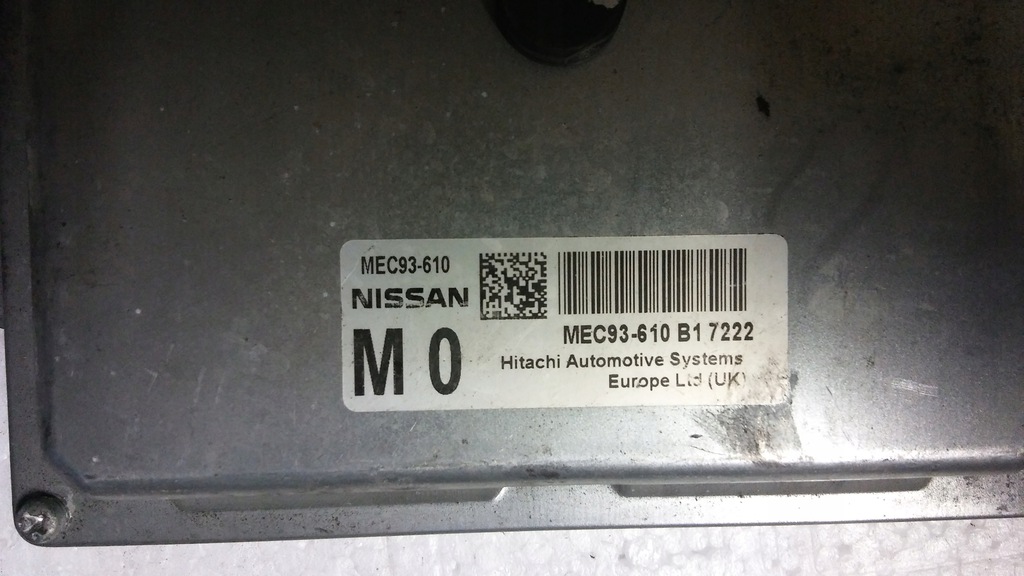 MEC93-610
NISSAN
M 0
MEC93-610 B1 7222
Hitachi Automotive Systems
Europe Ltd (UK)